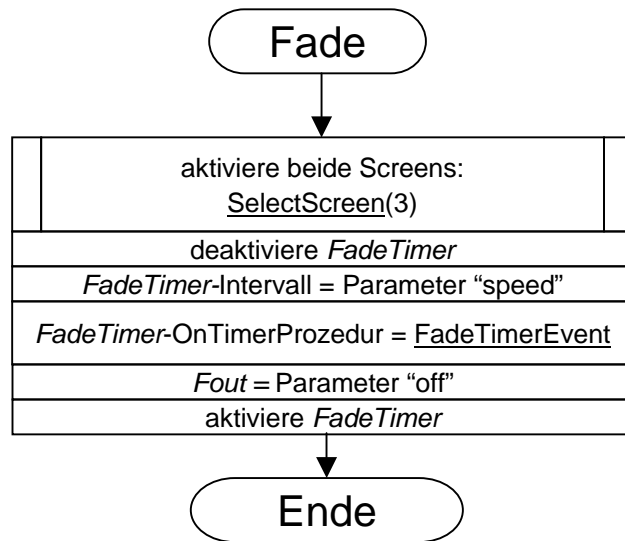 Fade
aktiviere beide Screens:
SelectScreen(3)
deaktiviere FadeTimer
FadeTimer-Intervall = Parameter “speed”
FadeTimer-OnTimerProzedur = FadeTimerEvent
Fout = Parameter “off”
aktiviere FadeTimer
Ende